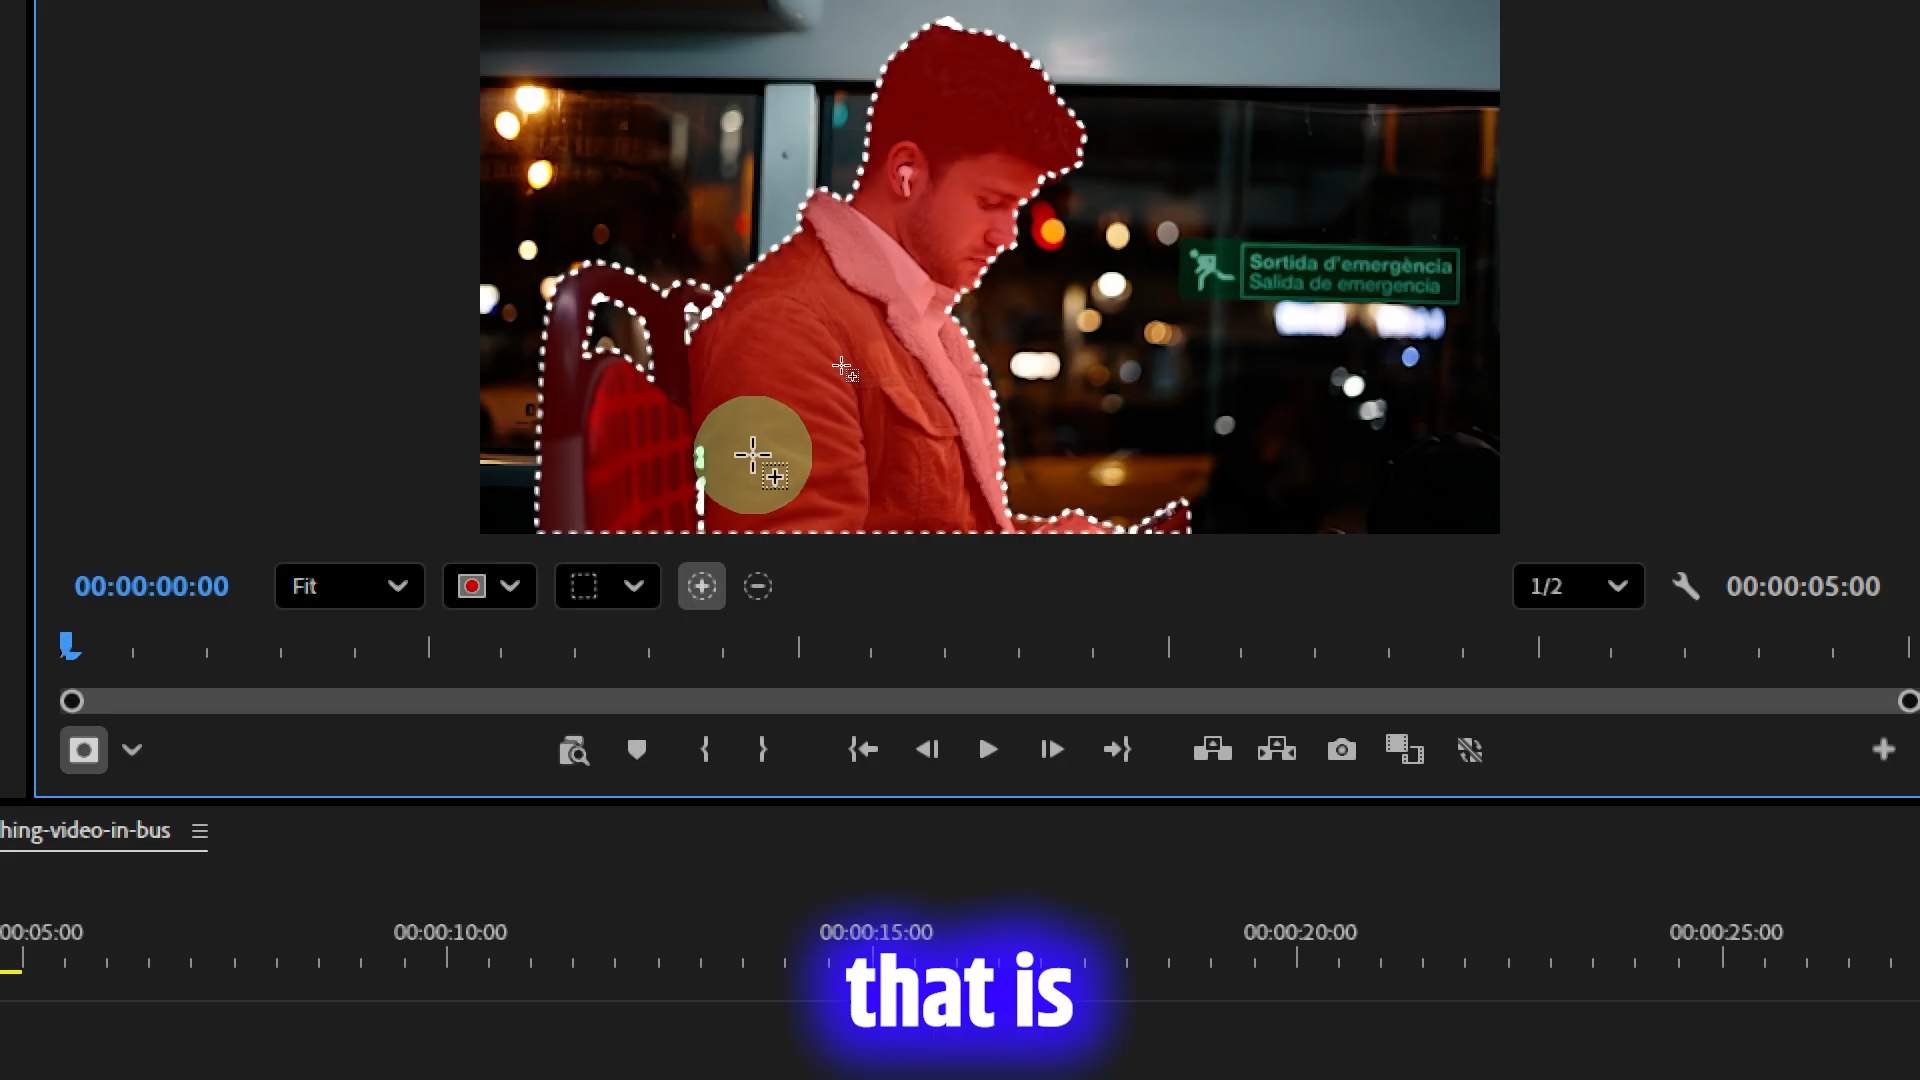 Sortida d'emergència
Salida de emergencia
00:00:00:00
Fit
1/2
00:00:05:00
hing-video-in-bus
00:05:00
00:00:10:00
00:00:15:00
00:00:20:00
00:00:25:00
that is